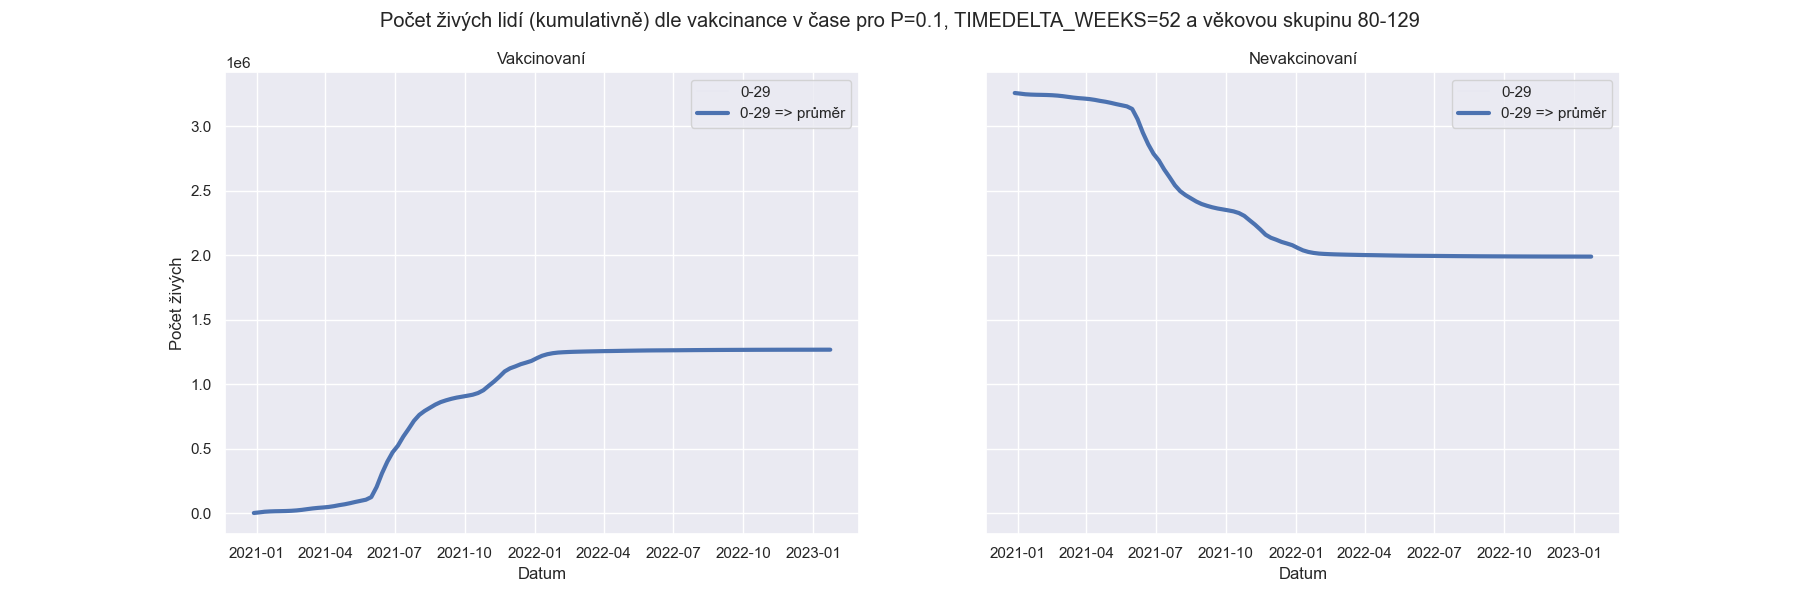 Počet živých lidí (kumulativně) dle vakcinance v čase pro P=0.1, TIMEDELTA_WEEKS=52 a věkovou skupinu 80-129
Vakcinovaní
1e6
0-29
0-29 => průměr
3.0
2.5
2.0
1.5
1.0
0.5
0.0
Počet živých
2021-01 2021-04 2021-07 2021-10 2022-01 2022-04 2022-07 2022-10 2023-01
Datum
Nevakcinovaní
0-29
0-29 => průměr
2021-01 2021-04 2021-07 2021-10 2022-01 2022-04 2022-07 2022-10 2023-01
Datum